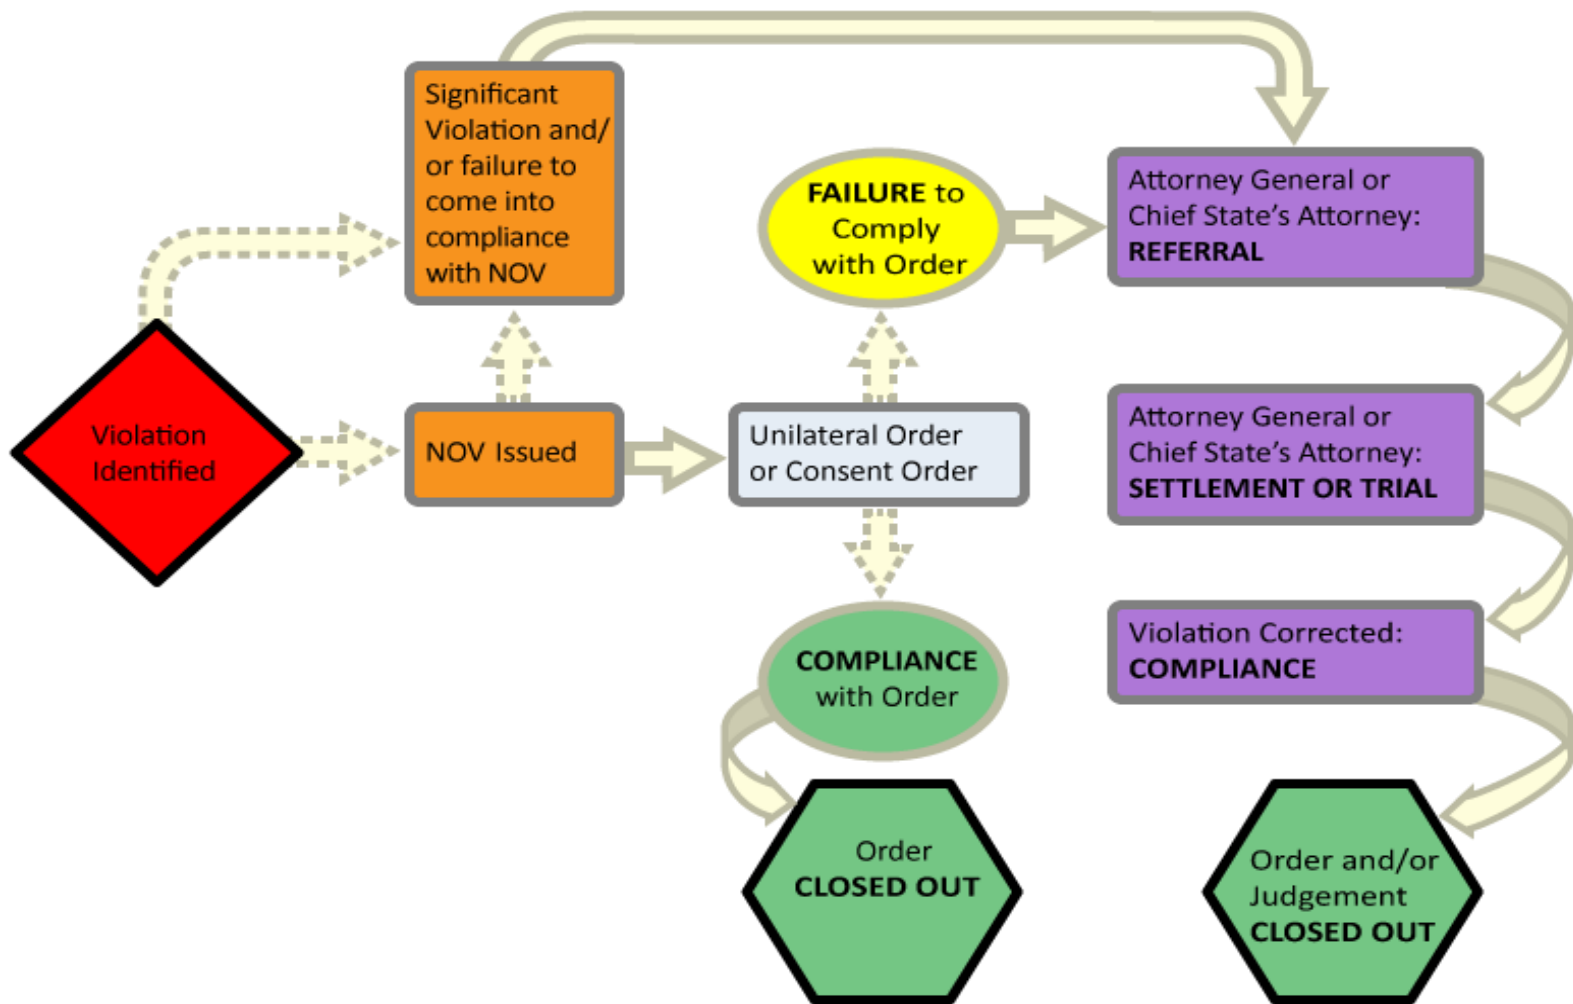 Significant
Violation and/
or failure to
come into
compliance
with NOV
FAILURE to
Comply
with Order
Attorney General or
Chief State’s Attorney:
REFERRAL
Violation
Identified
NOV Issued
Unilateral Order
or Consent Order
Attorney General or
Chief State’s Attorney:
SETTLEMENT OR TRIAL
COMPLIANCE
with Order
Violation Corrected:
COMPLIANCE
Order
CLOSED OUT
Order and/or
Judgement
CLOSED OUT